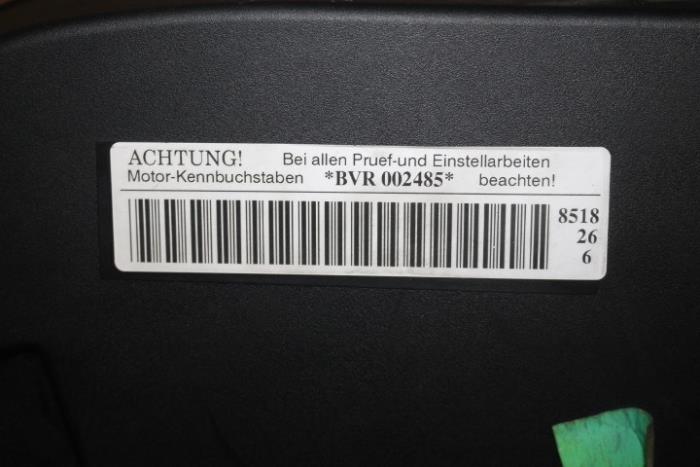 ACHTUNG! Bei allen Pruef-und Einstellarbeiten
Motor-Kennbuchstaben *BVR 002485* beachten!
8518
26
6